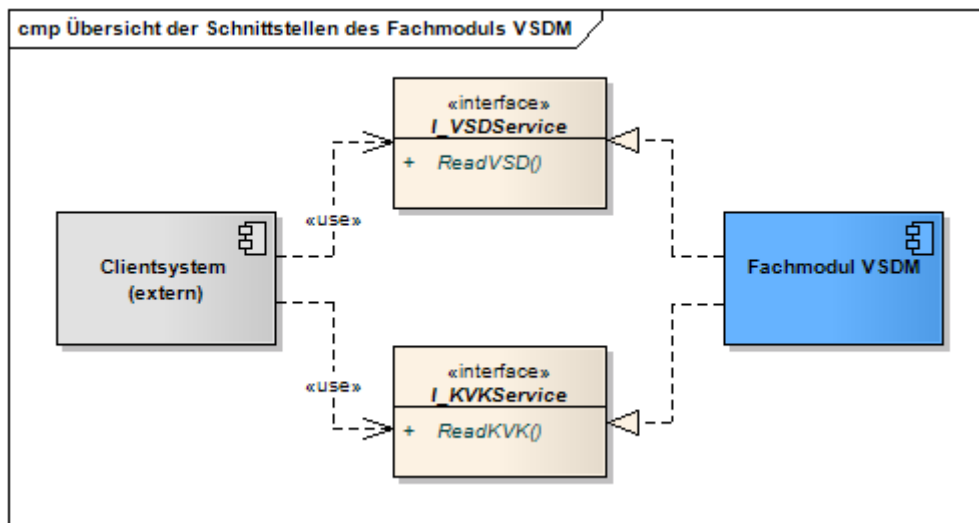 cmp Übersicht der Schnittstellen des Fachmoduls VSDM
«interface»
I_VSDService
+ ReadVSD()
«use»
Clientsystem
(extern)
Fachmodul VSDM
«use»
«interface»
I_KVKService
+ ReadKVK()